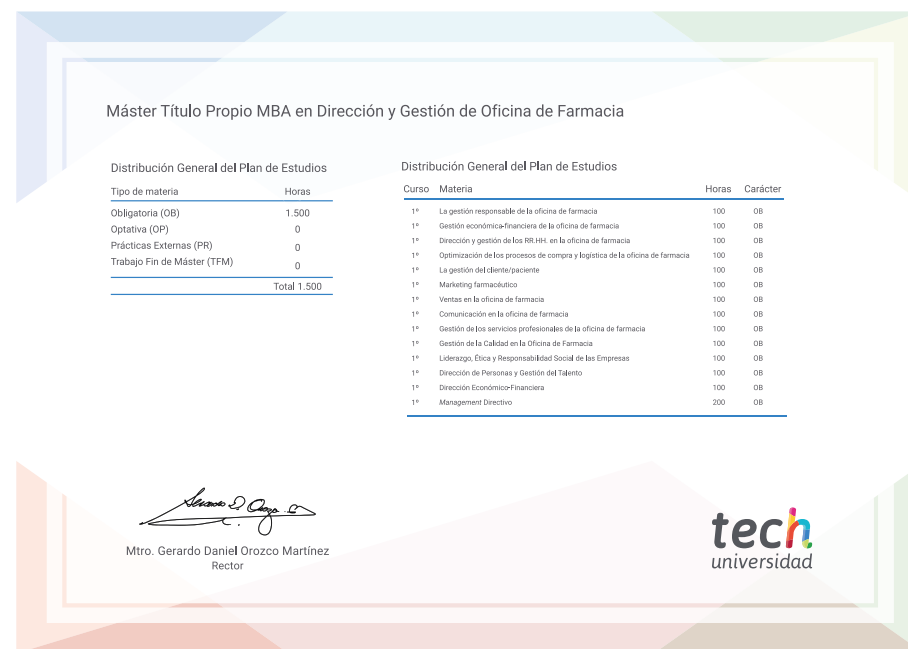 Máster Título Propio MBA en Dirección y Gestión de Oficina de Farmacia
Distribución General del Plan de Estudios
Tipo de materia Horas
Obligatoria (OB) 1.500
Optativa (OP) 0
Prácticas Externas (PR) 0
Trabajo Fin de Máster (TFM) 0
Total 1.500
Distribución General del Plan de Estudios
Curso Materia Horas Carácter
1º La gestión responsable de la oficina de farmacia 100 OB
1º Gestión económica-financiera de la oficina de farmacia 100 OB
1º Dirección y gestión de los RR.HH. en la oficina de farmacia 100 OB
1º Optimización de los procesos de compra y logística de la oficina de farmacia 100 OB
1º La gestión del cliente/paciente 100 OB
1º Marketing farmacéutico 100 OB
1º Ventas en la oficina de farmacia 100 OB
1º Comunicación en la oficina de farmacia 100 OB
1º Gestión de los servicios profesionales de la oficina de farmacia 100 OB
1º Gestión de la Calidad en la Oficina de Farmacia 100 OB
1º Liderazgo, Ética y Responsabilidad Social de las Empresas 100 OB
1º Dirección de Personas y Gestión del Talento 100 OB
1º Dirección Económico-Financiera 100 OB
1º Management Directivo 200 OB
Mtro. Gerardo Daniel Orozco Martínez
Rector
tech
universidad